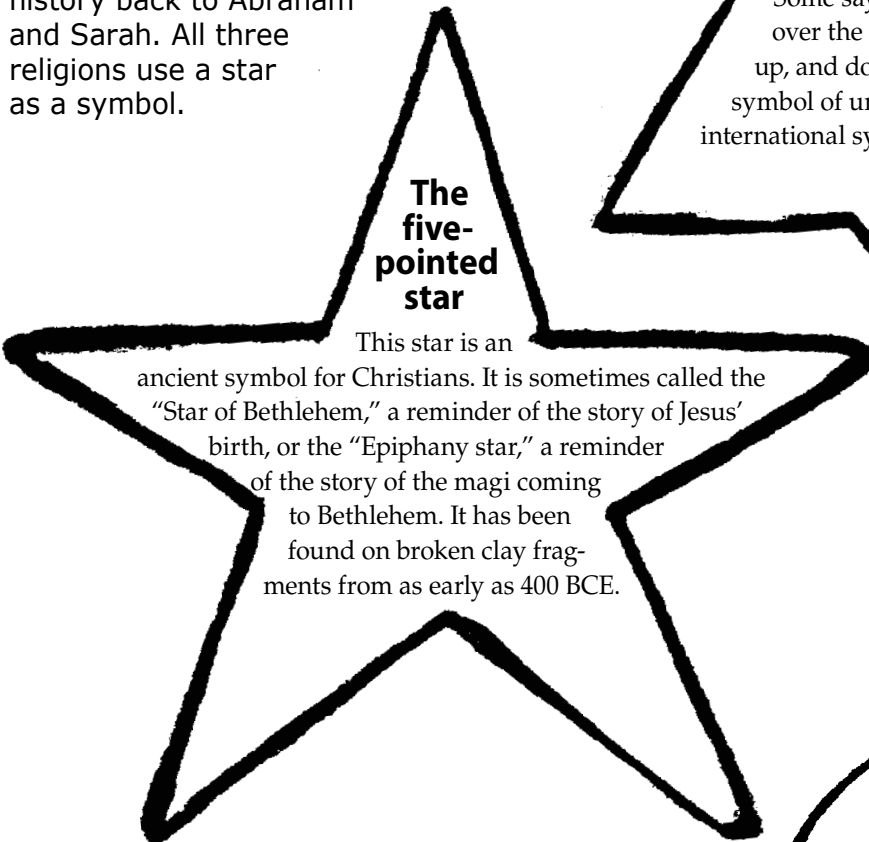 history back to Abraham
and Sarah. All three
religions use a star
as a symbol.
The
five-
pointed
star
This star is an
ancient symbol for Christians. It is sometimes called the
“Star of Bethlehem,” a reminder of the story of Jesus’
birth, or the “Epiphany star,” a reminder
of the story of the magi coming
to Bethlehem. It has been
found on broken clay frag-
ments from as early as 400 BCE.
Some say
over the
up, and do
symbol of un
international sy